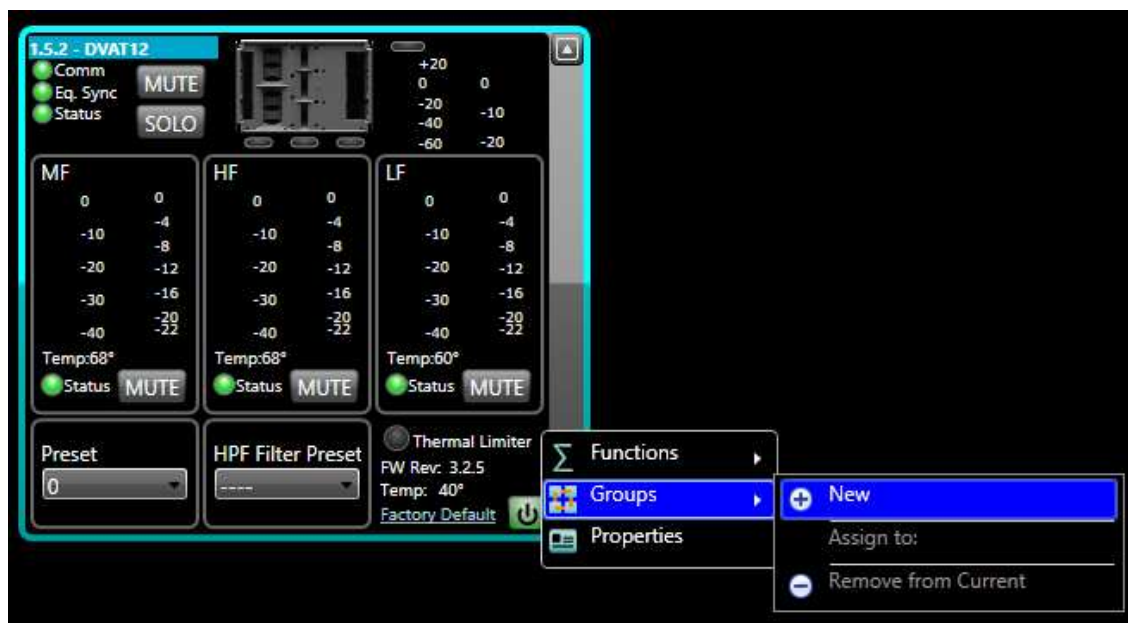 1.5.2 - DVAT12
Comm
Eq. Sync
Status
MUTE
SOLO
+20
0 0
-20
-10
-40
-60 -20
MF
0 0
-4
-10
-8
-20 -12
-30 -16
-20
-40 -22
Temp:68°
Status MUTE
HF
0 0
-4
-10
-8
-20 -12
-30 -16
-20
-40 -22
Temp:68°
Status MUTE
LF
0 0
-4
-10
-8
-20 -12
-30 -16
-20
-40 -22
Temp:60°
Status MUTE
Preset
0
HPF Filter Preset
----
Thermal Limiter
FW Rev: 3.2.5
Temp: 40°
Factory Default
Functions
Groups
Properties
New
Assign to:
Remove from Current